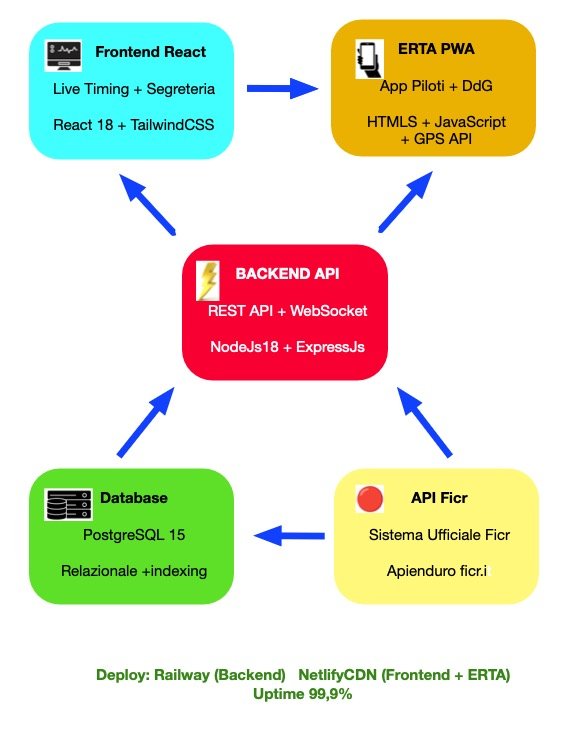 Frontend React
Live Timing + Segreteria
React 18 + TailwindCSS
ERTA PWA
App Piloti + DdG
HTMLS + JavaScript
+ GPS API
BACKEND API
REST API + WebSocket
NodeJs18 + ExpressJs
Database
PostgreSQL 15
Relazionale +indexing
API Ficr
Sistema Ufficiale Ficr
Apienduro ficr.i
Deploy: Railway (Backend) NetlifyCDN (Frontend + ERTA)
Uptime 99,9%